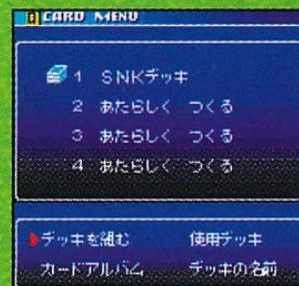 CARD MENU
1 SNKデッキ
2 あたらしく つくる
3 あたらしく つくる
4 あたらしく つくる
デッキを組む 使用デッキ
カードアルバム デッキの名前